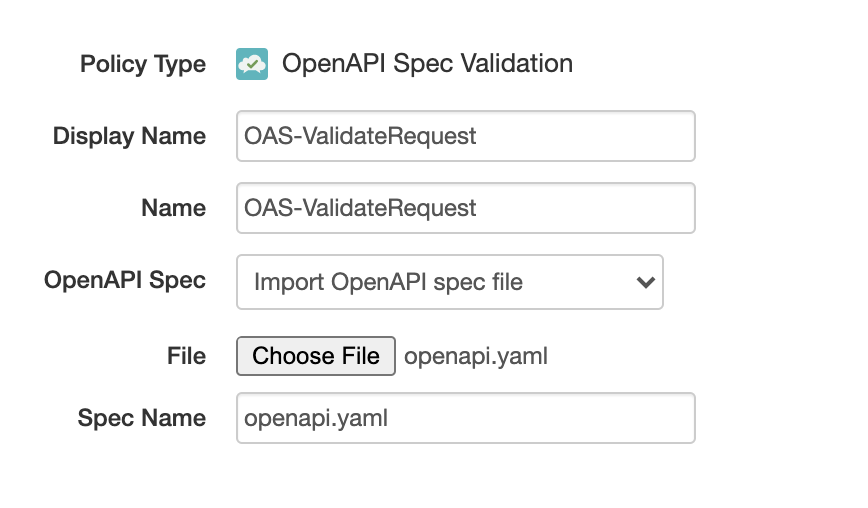 Policy Type OpenAPI Spec Validation
Display Name OAS-ValidateRequest
Name OAS-ValidateRequest
OpenAPI Spec Import OpenAPI spec file
File Choose File openapi.yaml
Spec Name openapi.yaml